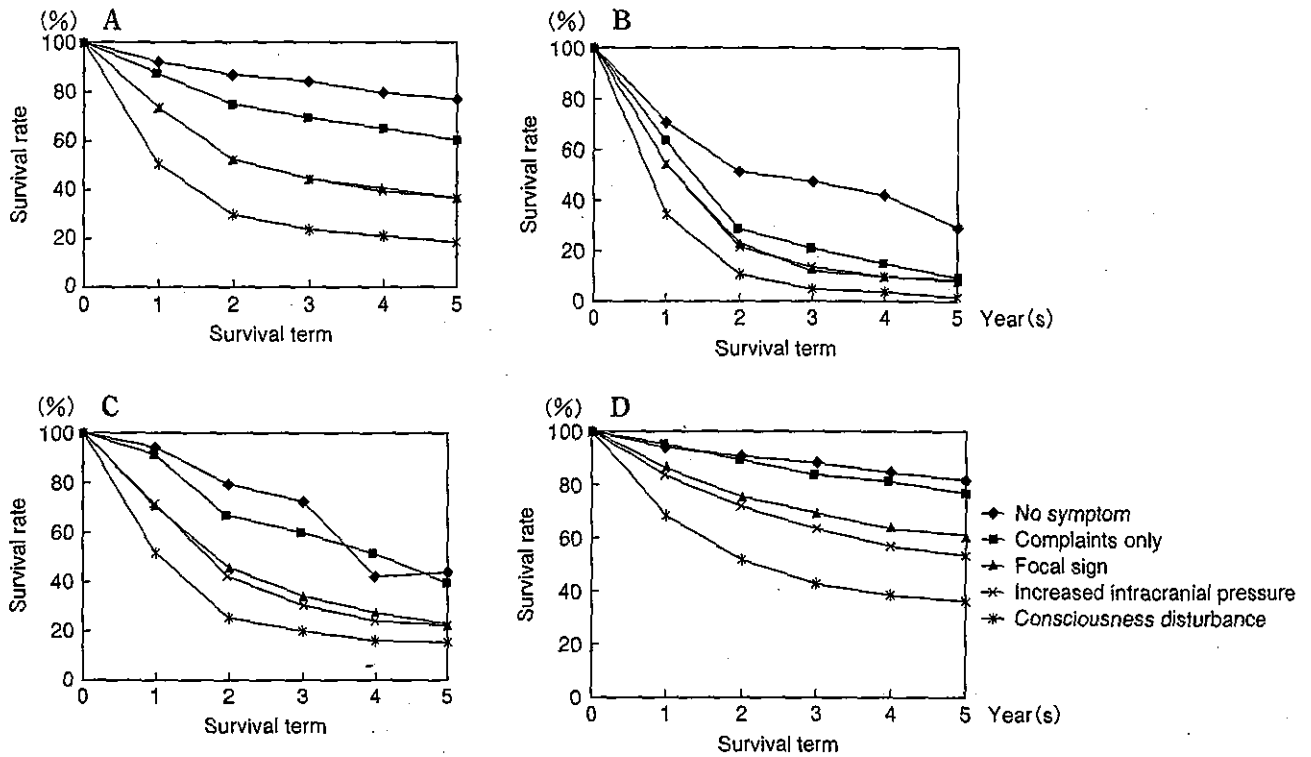 (%) A
100
80
60
40
20
0
Survival rate
0 1 2 3 4 5
Survival term
(%) B
100
80
60
40
20
0
Survival rate
0 1 2 3 4 5 Year(s)
Survival term
(%) C
100
80
60
40
20
0
Survival rate
0 1 2 3 4 5
Survival term
(%) D
100
80
60
40
20
0
Survival rate
0 1 2 3 4 5 Year(s)
Survival term
No symptom
Complaints only
Focal sign
Increased intracranial pressure
Consciousness disturbance